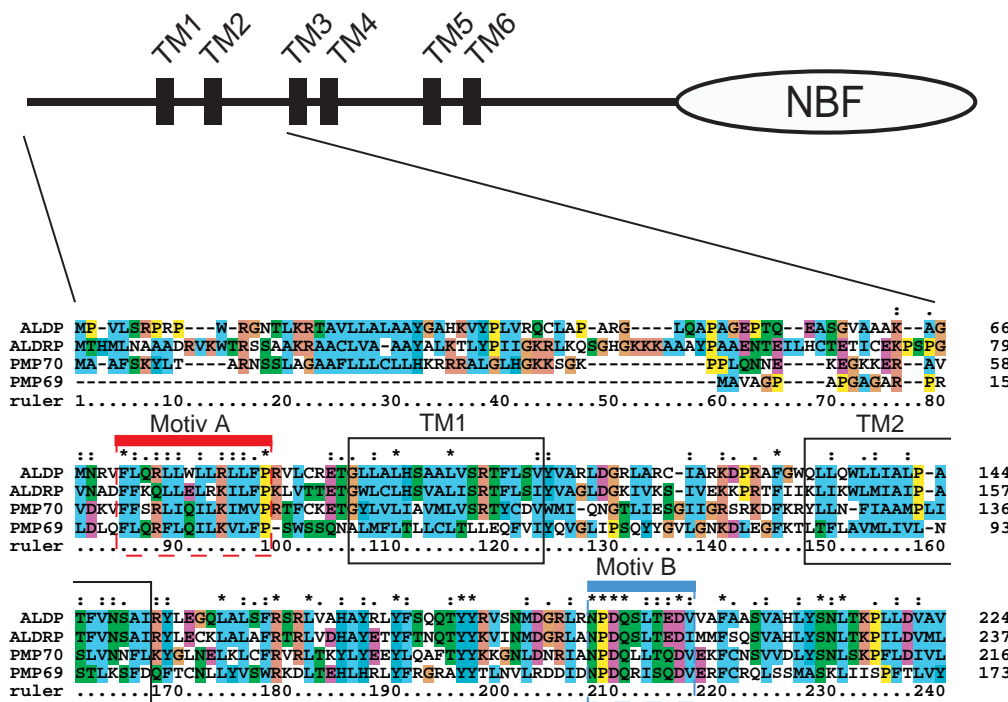 TM1 TM2 TM3 TM4 TM5 TM6
NBF
ALDP MP-VLSRPRP---W-RGNTLKRTAVLLALAAYGAHKVYPLVRQCLAP-ARG----LQAPAGEPTQ--EASGVAAAK--AG 66
ALDRP MTHMLNAAADRVKWTRSSAAKRAACLVA-AAYALKTLYPIIGKRLKQSGHGKKKAAAYPAAENTEILHCTETICEKPSPG 79
PMP70 MA-AFSKYLT----ARNSSLAGAAFLLLCLLHKRRRALGLHGKKSGK-----------PPLQNNE----KEGKKER--AV 58
PMP69 -----------------------------------------------------------MAVAGP----APGAGAR--PR 15
ruler 1.......10........20........30........40........50........60........70........80
Motiv A TM1 TM2
ALDP MNRVFLQRLLWLLRLLFPRVLCRETGLLALHSAALVSRTFLSVYVARLDGRLARC-IARKDPRAFGWQLLQWLLIALP-A 144
ALDRP VNADFFKQLLELRKILFPKLVTTETGWLCLHSVALISRTFLSIYVAGLDGKIVKS-IVEKKPRTFIIKLIKWLMIAIP-A 157
PMP70 VDKVFFSRLIQILKIMVPRTFCKETGYLVLIAVMLVSRTYCDVWMI-QNGTLIESGIIGRSRKDFKRYLLN-FIAAMPLI 136
PMP69 LDLQFLQRFLQILKVLFP-SWSSQNALMFLTLLCLTLLEQFVIYQVGLIPSQYYGVLGNKDLEGFKTLTFLAVMLIVL-N 93
ruler ........90.......100.......110.......120.......130.......140.......150.......160
Motiv B
ALDP TFVNSAIRYLEGQLALSFRSRLVAHAYRLYFSQQTYYRVSNMDGRLRNPDQSLTEDVVAFAASVAHLYSNLTKPLLDVAV 224
ALDRP TFVNSAIRYLECKLALAFRTRLVDHAYETYFTNQTYYKVINMDGRLANPDQSLTEDIMMFSQSVAHLYSNLTKPILDVML 237
PMP70 SLVNNFLKYGLNELKLCFRVRLTKYLYEEYLQAFTYYKKGNLDNRIANPDQLLTQDVEKFCNSVVDLYSNLSKPFLDIVL 216
PMP69 STLKSFDQFTCNLLYVSWRKDLTEHLHRLYFRGRAYYTLNVLRDDIDNPDQRISQDVERFCRQLSSMASKLIISPFTLVY 173
ruler .......170.......180.......190.......200.......210.......220.......230.......240